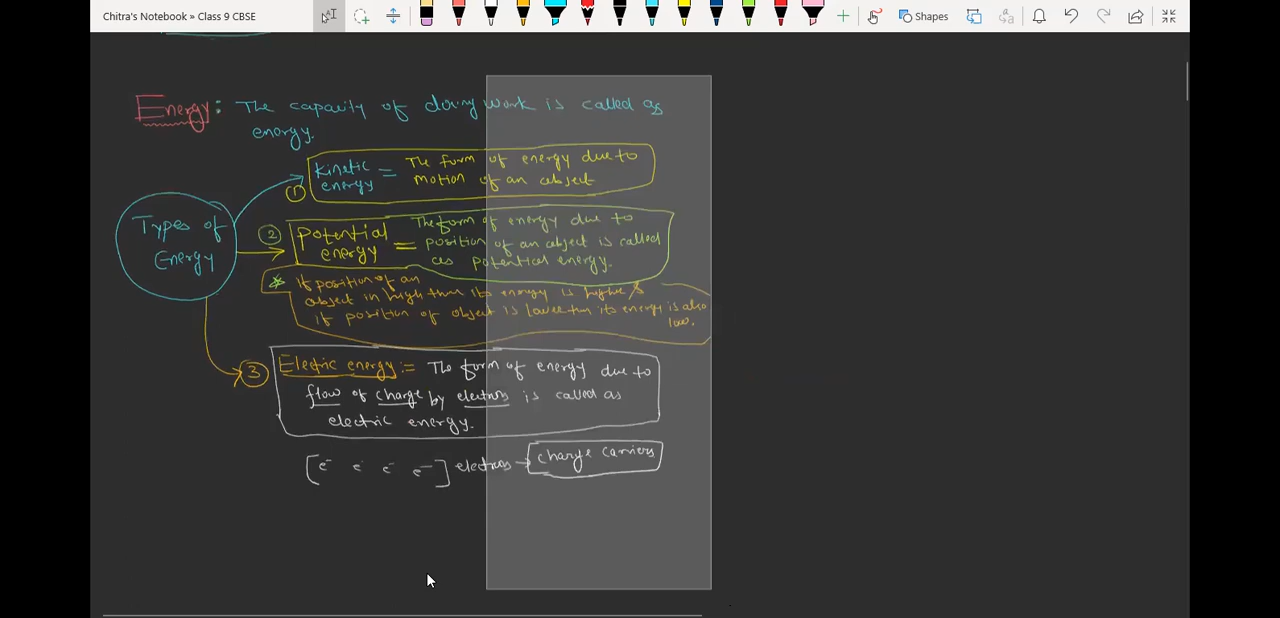 Chitra's Notebook » Class 9 CBSE
Shapes
Energy: The capacity of doing work is called as
energy.
Types of
Energy
① Kinetic energy = The form of energy due to
motion of an object
② Potential energy = The form of energy due to
position of an object is called
as potential energy.
* if position of an
object in high than its energy is higher &
if position of object is lower than its energy is also
low.
③ Electric energy := The form of energy due to
flow of charge by electrons is called as
electric energy.
[e⁻ e⁻ e⁻ e⁻] electrons → charge carriers